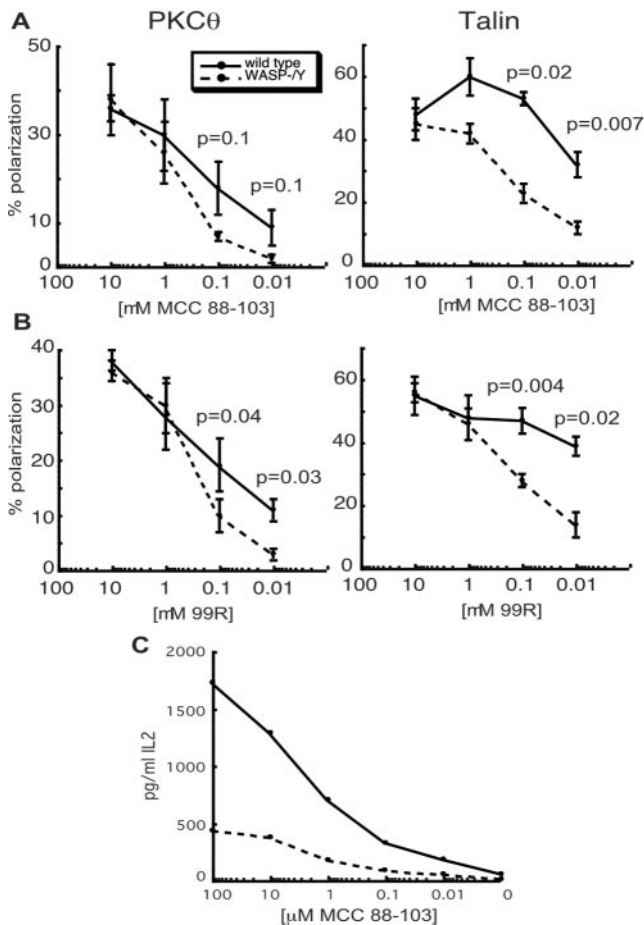 A
PKCθ
Talin
wild type
WASP-/Y
% polarization
50
30
10
0
p=0.1
p=0.1
100 10 1 0.1 0.01
[mM MCC 88-103]
60
40
20
0
p=0.02
p=0.007
100 10 1 0.1 0.01
[mM MCC 88-103]
B
% polarization
40
30
20
10
0
p=0.04
p=0.03
100 10 1 0.1 0.01
[mM 99R]
60
40
20
0
p=0.004
p=0.02
100 10 1 0.1 0.01
[mM 99R]
C
pg/ml IL2
2000
1500
1000
500
0
100 10 1 0.1 0.01 0
[μM MCC 88-103]